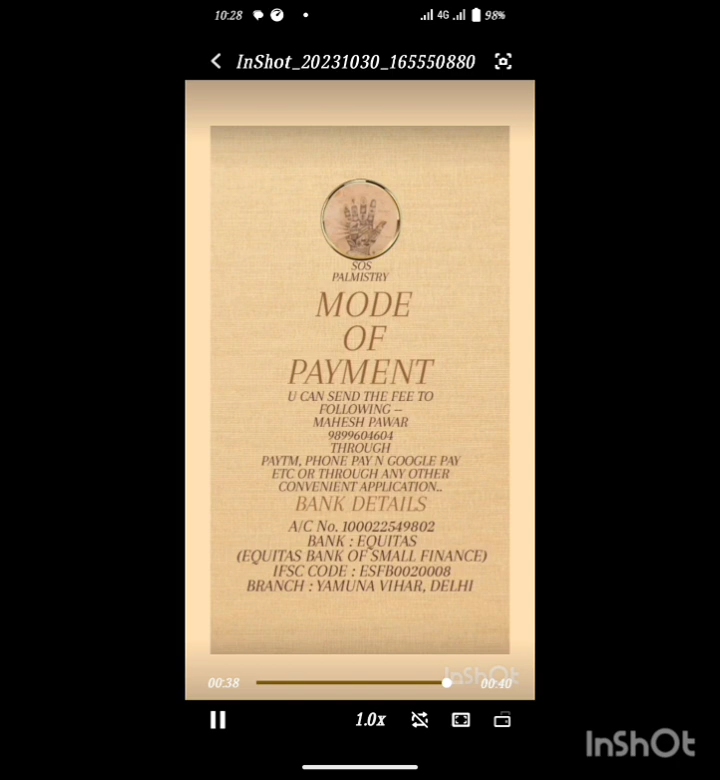 10:28
4G
98%
InShot_20231030_165550880
SOS
PALMISTRY
MODE
OF
PAYMENT
U CAN SEND THE FEE TO
FOLLOWING –
MAHESH PAWAR
9899604604
THROUGH
PAYTM, PHONE PAY N GOOGLE PAY
ETC OR THROUGH ANY OTHER
CONVENIENT APPLICATION..
BANK DETAILS
A/C No. 100022549802
BANK : EQUITAS
(EQUITAS BANK OF SMALL FINANCE)
IFSC CODE : ESFB0020008
BRANCH : YAMUNA VIHAR, DELHI
InShOt
00:38
00:40
1.0x
InShOt